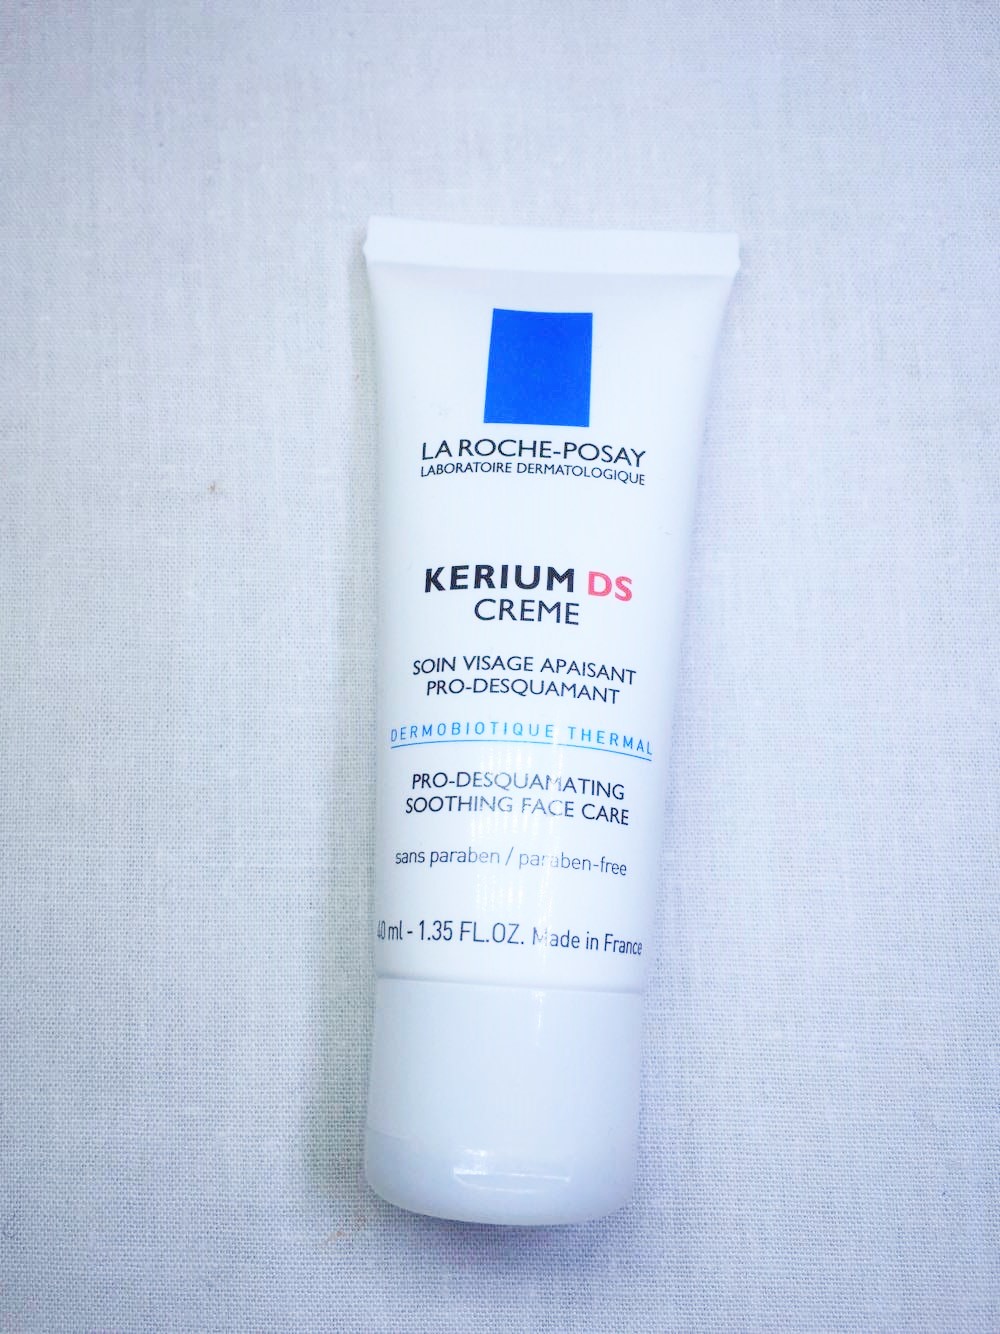 LA ROCHE-POSAY
LABORATOIRE DERMATOLOGIQUE
KERIUM DS
CREME
SOIN VISAGE APAISANT
PRO-DESQUAMANT
DERMOBIOTIQUE THERMAL
PRO-DESQUAMATING
SOOTHING FACE CARE
sans paraben / paraben-free
40 ml - 1.35 FL.OZ. Made in France